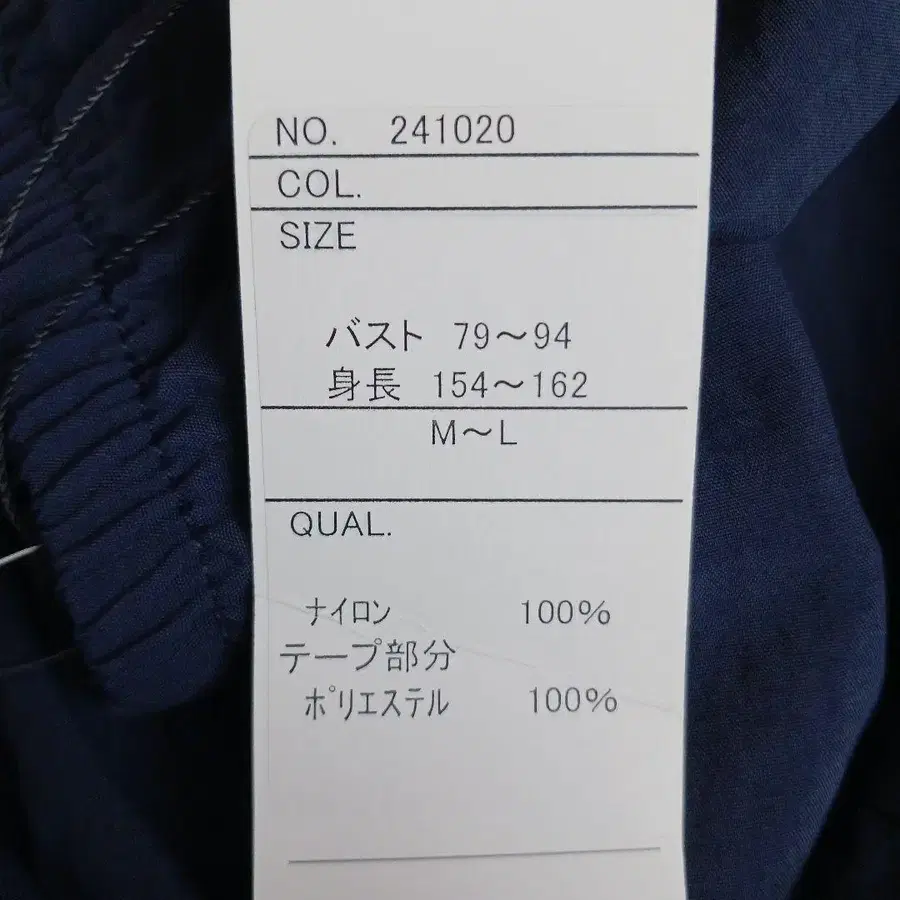 NO. 241020
COL.
SIZE
バスト 79～94
身長 154～162
M～L
QUAL.
ナイロン 100%
テープ部分
ポリエステル 100%